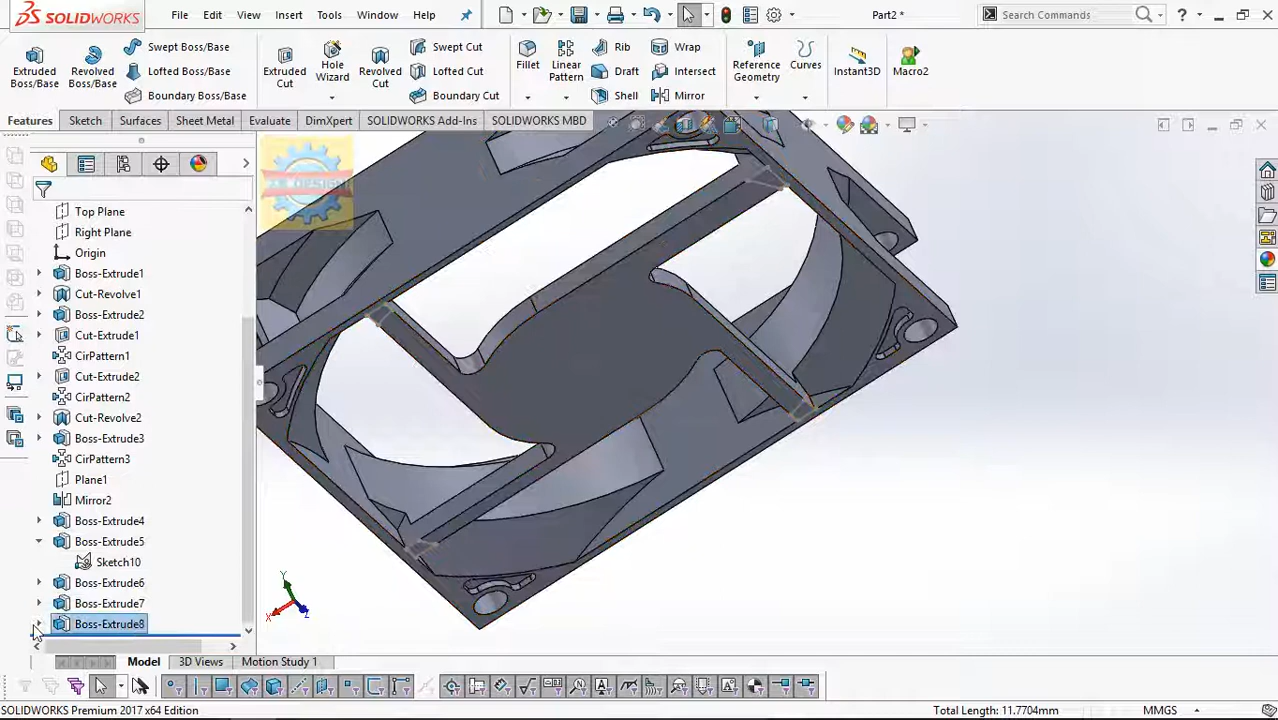 SOLIDWORKS File Edit View Insert Tools Window Help Part2 * Search Commands ?
Extruded Boss/Base Revolved Boss/Base Swept Boss/Base Lofted Boss/Base Boundary Boss/Base Extruded Cut Hole Wizard Revolved Cut Swept Cut Lofted Cut Boundary Cut Fillet Linear Pattern Rib Draft Shell Wrap Intersect Mirror Reference Geometry Curves Instant3D Macro2
Features Sketch Surfaces Sheet Metal Evaluate DimXpert SOLIDWORKS Add-Ins SOLIDWORKS MBD
Top Plane
Right Plane
Origin
Boss-Extrude1
Cut-Revolve1
Boss-Extrude2
Cut-Extrude1
CirPattern1
Cut-Extrude2
CirPattern2
Cut-Revolve2
Boss-Extrude3
CirPattern3
Plane1
Mirror2
Boss-Extrude4
Boss-Extrude5
Sketch10
Boss-Extrude6
Boss-Extrude7
Boss-Extrude8
Y
X
Z
Model 3D Views Motion Study 1
SOLIDWORKS Premium 2017 x64 Edition Total Length: 11.7704mm MMGS